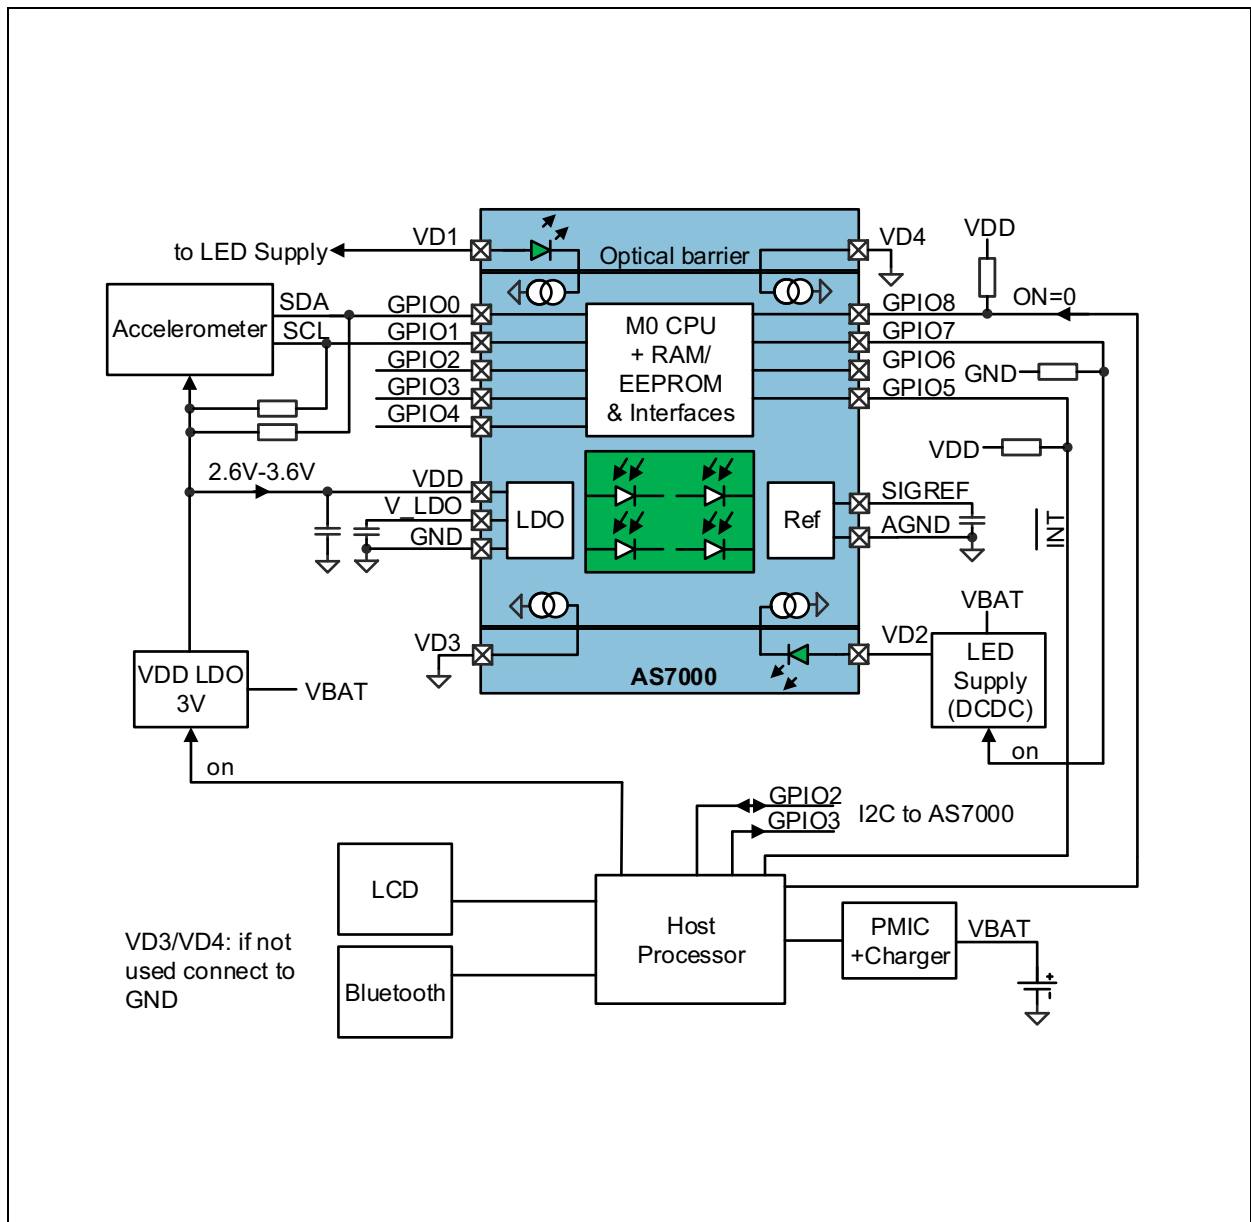 VD1
to LED Supply
Optical barrier
VD4
VDD
SDA
GPIO0
GPIO8
ON=0
Accelerometer
SCL
GPIO1
M0 CPU
+ RAM/
EEPROM
& Interfaces
GPIO7
GPIO2
GPIO6
GND
GPIO3
GPIO5
GPIO4
VDD
2.6V-3.6V
VDD
V_LDO
GND
LDO
Ref
SIGREF
AGND
INT
VBAT
VD3
AS7000
VD2
LED
Supply
(DCDC)
VDD LDO
3V
VBAT
on
on
GPIO2
GPIO3
I2C to AS7000
LCD
Host
Processor
PMIC
+Charger
VBAT
+
-
Bluetooth
VD3/VD4: if not
used connect to
GND